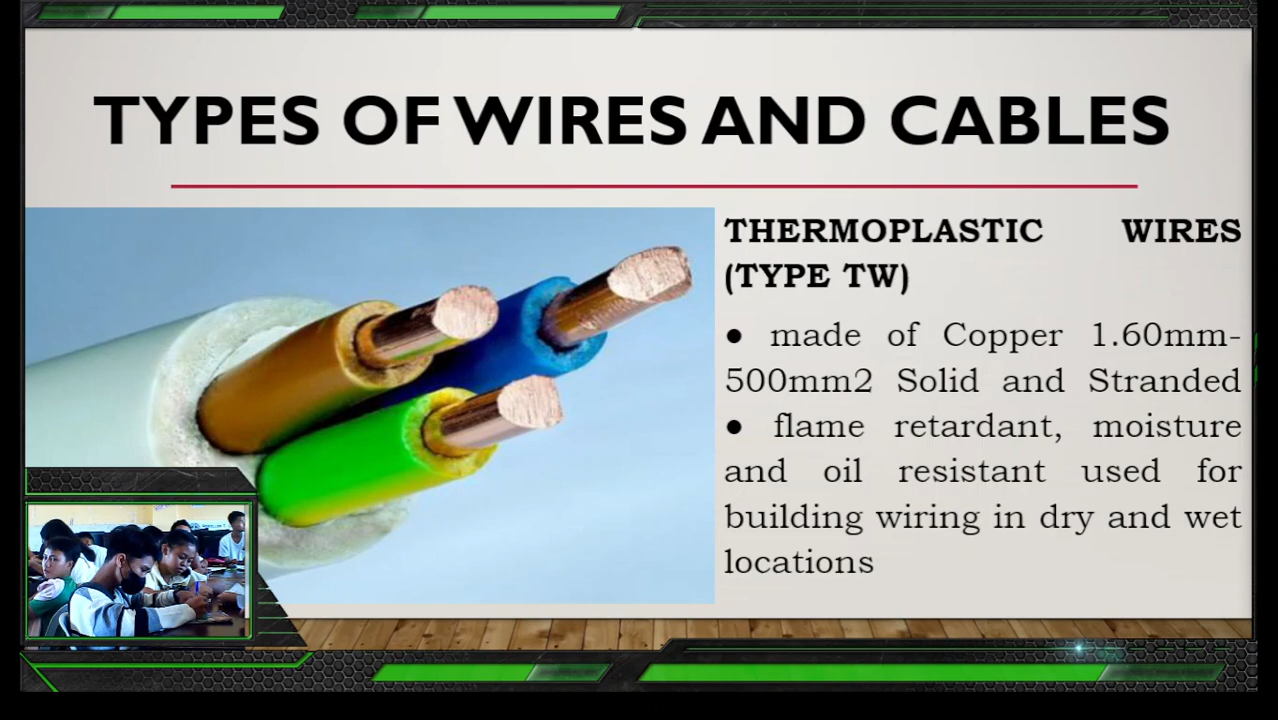 TYPES OF WIRES AND CABLES
THERMOPLASTIC WIRES
(TYPE TW)
● made of Copper 1.60mm-
500mm2 Solid and Stranded
● flame retardant, moisture
and oil resistant used for
building wiring in dry and wet
locations